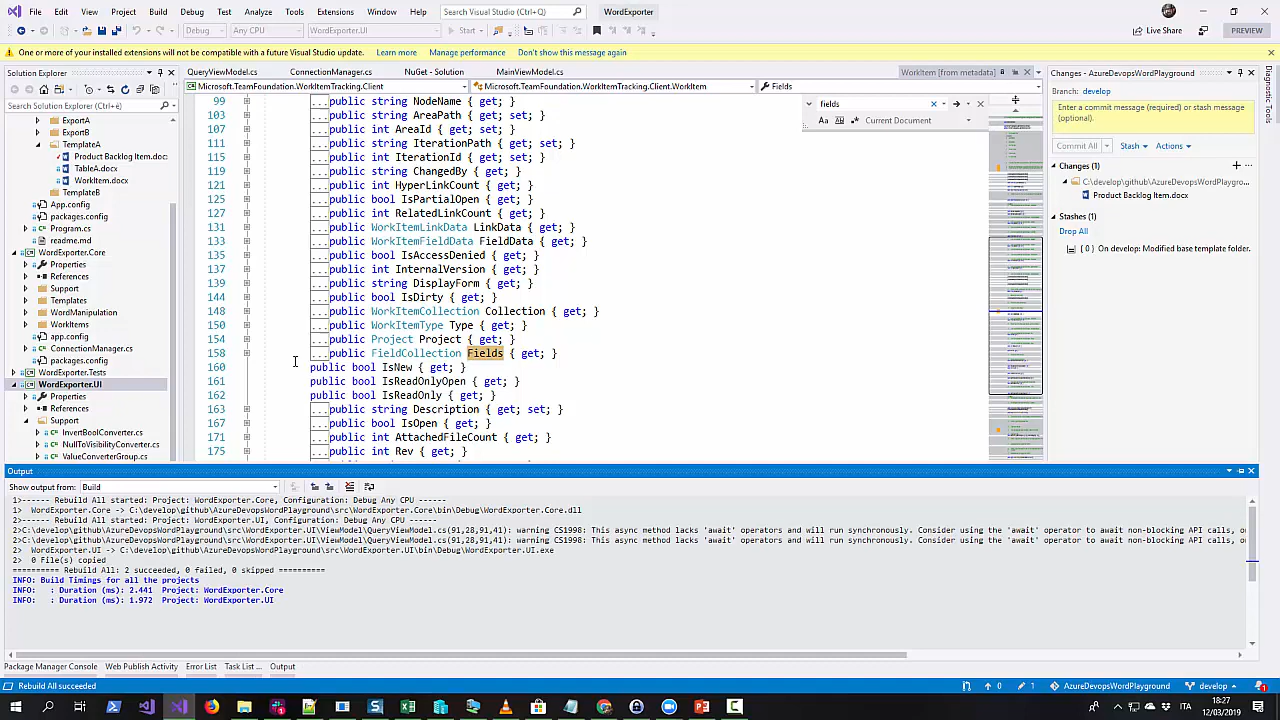 File Edit View Project Build Debug Test Analyze Tools Extensions Window Help Search Visual Studio (Ctrl+Q) WordExporter
Debug Any CPU WordExporter.UI Start Live Share PREVIEW
One or more of your installed extensions will not be compatible with a future Visual Studio update. Learn more Manage performance Don't show this message again
Solution Explorer
Search Solution Explorer (Ctrl+è)
ExportA
ExportB
TemplateA
Product Backlog Item.doc
TableA.docx
WorkItem.docx
TemplateB
App.config
packages.config
Program.cs
readme.md
WordExporter.Core
Properties
References
Support
Templates
WordManipulation
WorkItems
app.config
ConnectionManager.cs
packages.config
WordExporter.Tests
WordExporter.UI
Properties
References
Support
InvertBoolConverter.cs
NullToVisibilityConverter.cs
ValueConverterGroup.cs
QueryViewModel.cs ConnectionManager.cs NuGet - Solution MainViewModel.cs WorkItem [from metadata]
Microsoft.TeamFoundation.WorkItemTracking.Client Microsoft.TeamFoundation.WorkItemTracking.Client.WorkItem Fields
fields
Aa Current Document
99 ... public string NodeName { get; }
103 public string AreaPath { get; set; }
107 public int AreaId { get; set; }
111 public string IterationPath { get; set; }
115 public int IterationId { get; set; }
119 public string ChangedBy { get; }
121 public int HyperLinkCount { get; }
125 public bool IsPartialOpen { get; }
127 public int RelatedLinkCount { get; }
131 public WorkItemLinkData LinkData { get; }
133 public WorkItemFieldData FieldData { get; }
135 public bool IsAccessDenied { get; }
137 public int InternalVersion { get; }
139 public string DisplayForm { get; }
144 public bool IsDirty { get; }
148 public WorkItemCollection Collection { get; }
150 public WorkItemType Type { get; }
154 public Project Project { get; }
158 public FieldCollection Fields { get; }
160 public bool IsNew { get; }
161 public bool IsReadOnlyOpen { get; }
162 public bool IsReadOnly { get; }
163 public string Description { get; set; }
167 public bool IsOpen { get; }
171 public int AttachedFileCount { get; }
175 public int Rev { get; }
Changes - AzureDevopsWordPlayground
Branch: develop
Enter a commit message (required) or stash message (optional).
Commit All Stash Actions
Changes (1)
C:\develop\github\AzureDevopsWordPlaygro...
Product Backlog Item.docx
Stashes (1)
Drop All
{ 0 } On develop: Modified base template folder.
Diagnostic Tools
Output
Show output from: Build
1>------ Rebuild All started: Project: WordExporter.Core, Configuration: Debug Any CPU ------
1> WordExporter.Core -> C:\develop\github\AzureDevopsWordPlayground\src\WordExporter.Core\bin\Debug\WordExporter.Core.dll
2>------ Rebuild All started: Project: WordExporter.UI, Configuration: Debug Any CPU ------
2>C:\develop\github\AzureDevopsWordPlayground\src\WordExporter.UI\ViewModel\QueryViewModel.cs(91,28,91,41): warning CS1998: This async method lacks 'await' operators and will run synchronously. Consider using the 'await' operator to await non-blocking API calls, o
2>C:\develop\github\AzureDevopsWordPlayground\src\WordExporter.UI\ViewModel\QueryViewModel.cs(91,28,91,41): warning CS1998: This async method lacks 'await' operators and will run synchronously. Consider using the 'await' operator to await non-blocking API calls, o
2> WordExporter.UI -> C:\develop\github\AzureDevopsWordPlayground\src\WordExporter.UI\bin\Debug\WordExporter.UI.exe
2> 0 File(s) copied
========== Rebuild All: 2 succeeded, 0 failed, 0 skipped ==========
INFO: Build Timings for all the projects
INFO: : Duration (ms): 2.441 Project: WordExporter.Core
INFO: : Duration (ms): 1.972 Project: WordExporter.UI
Package Manager Console Web Publish Activity Error List Task List ... Output
Rebuild All succeeded 0 1 AzureDevopsWordPlayground develop 1
ITA 18:27
12/03/2019